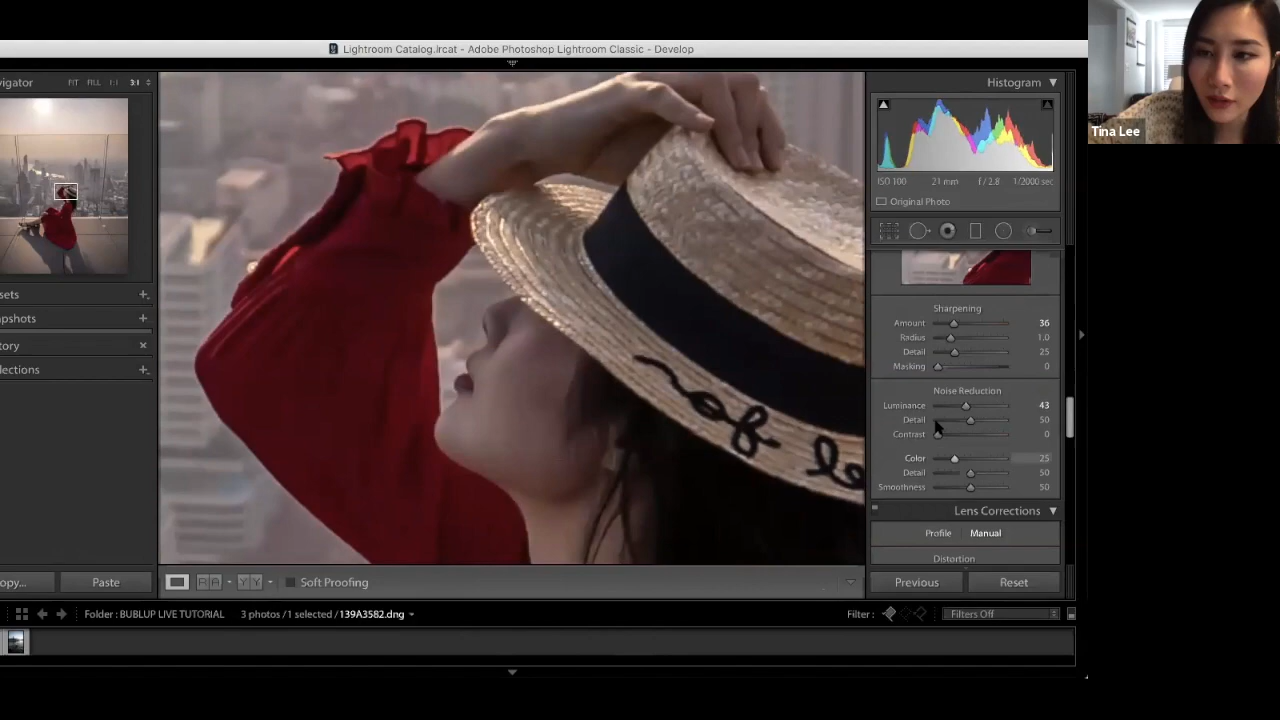 Lightroom Catalog.lrcat - Adobe Photoshop Lightroom Classic - Develop
Tina Lee
vigator
FIT FILL 1:1 3:1
sets
apshots
tory
llections
opy...
Paste
of
Histogram
ISO 100 21 mm f / 2.8 1/2000 sec
Original Photo
Sharpening
Amount 36
Radius 1.0
Detail 25
Masking 0
Noise Reduction
Luminance 43
Detail 50
Contrast 0
Color 25
Detail 50
Smoothness 50
Lens Corrections
Profile Manual
Distortion
Previous Reset
Soft Proofing
Folder : BUBLUP LIVE TUTORIAL 3 photos /1 selected /139A3582.dng
Filter : Filters Off